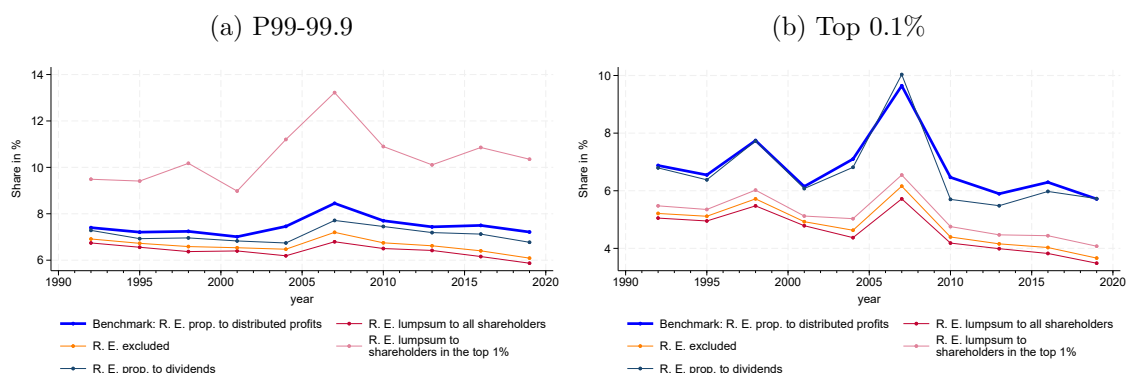 (a) P99-99.9
14
12
10
8
6
Share in %
1990 1995 2000 2005 2010 2015 2020
year
Benchmark: R. E. prop. to distributed profits
R. E. excluded
R. E. prop. to dividends
R. E. lumpsum to all shareholders
R. E. lumpsum to
shareholders in the top 1%
(b) Top 0.1%
10
8
6
4
Share in %
1990 1995 2000 2005 2010 2015 2020
year
Benchmark: R. E. prop. to distributed profits
R. E. excluded
R. E. prop. to dividends
R. E. lumpsum to all shareholders
R. E. lumpsum to
shareholders in the top 1%